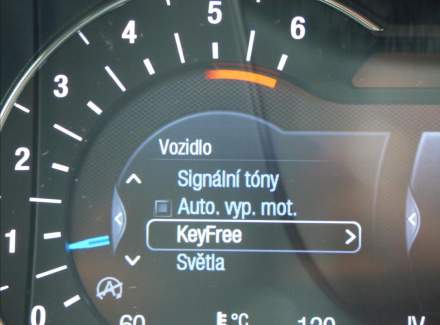 5
6
4
3
2
1
0
Vozidlo
Signální tóny
Auto. vyp. mot.
KeyFree
Světla
A
60 °C 120